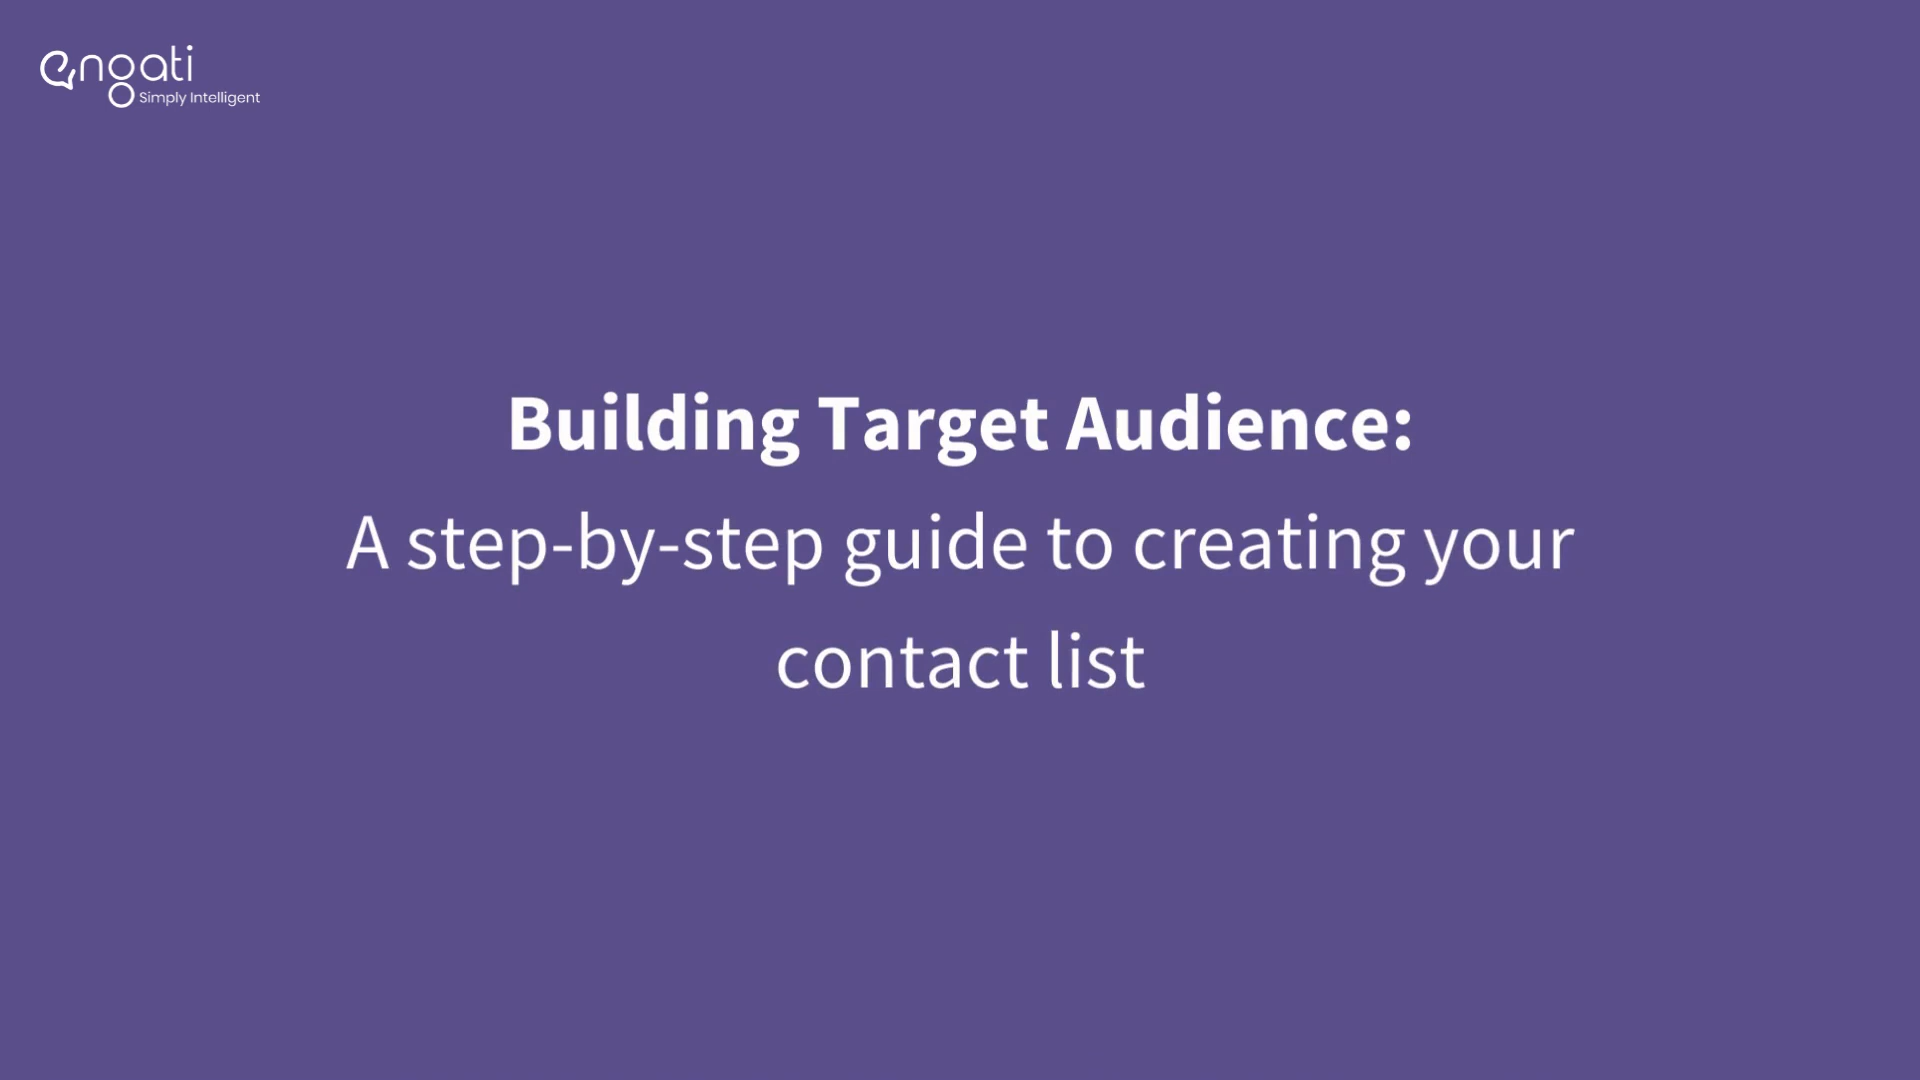 engati
Simply Intelligent
Building Target Audience:
A step-by-step guide to creating your
contact list